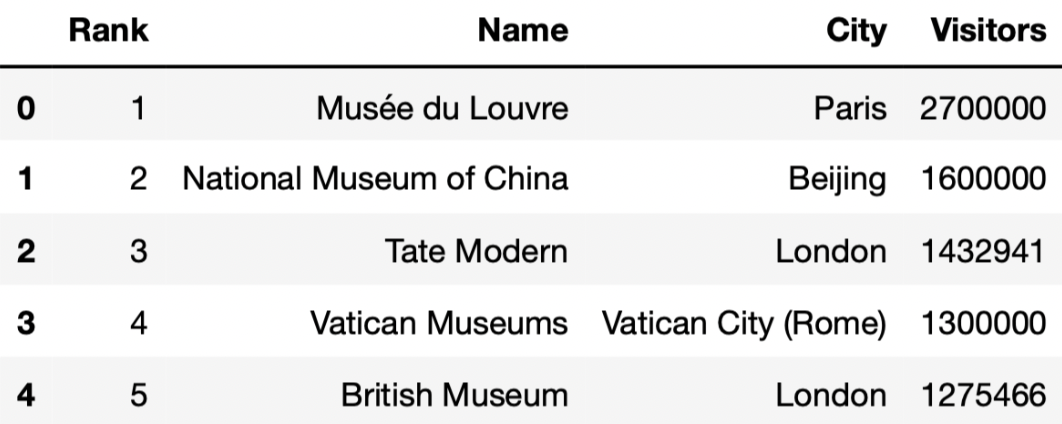 Rank Name City Visitors
0 1 Musée du Louvre Paris 2700000
1 2 National Museum of China Beijing 1600000
2 3 Tate Modern London 1432941
3 4 Vatican Museums Vatican City (Rome) 1300000
4 5 British Museum London 1275466